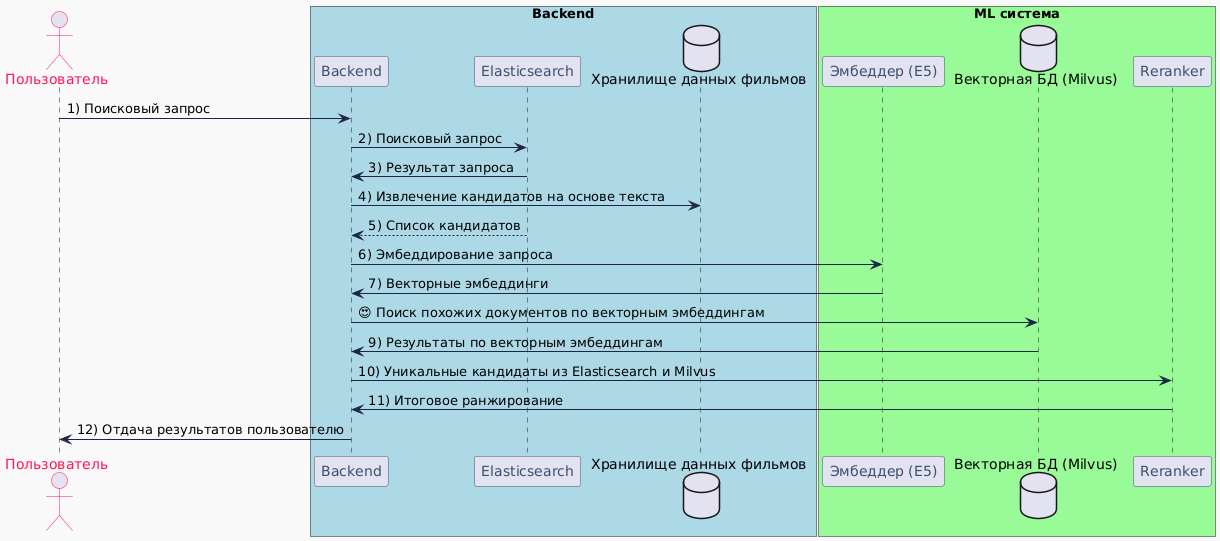 Backend
ML система
Пользователь
Backend
Elasticsearch
Хранилище данных фильмов
Эмбеддер (E5)
Векторная БД (Milvus)
Reranker
1) Поисковый запрос
2) Поисковый запрос
3) Результат запроса
4) Извлечение кандидатов на основе текста
5) Список кандидатов
6) Эмбеддирование запроса
7) Векторные эмбеддинги
😍 Поиск похожих документов по векторным эмбеддингам
9) Результаты по векторным эмбеддингам
10) Уникальные кандидаты из Elasticsearch и Milvus
11) Итоговое ранжирование
12) Отдача результатов пользователю
Пользователь
Backend
Elasticsearch
Хранилище данных фильмов
Эмбеддер (E5)
Векторная БД (Milvus)
Reranker